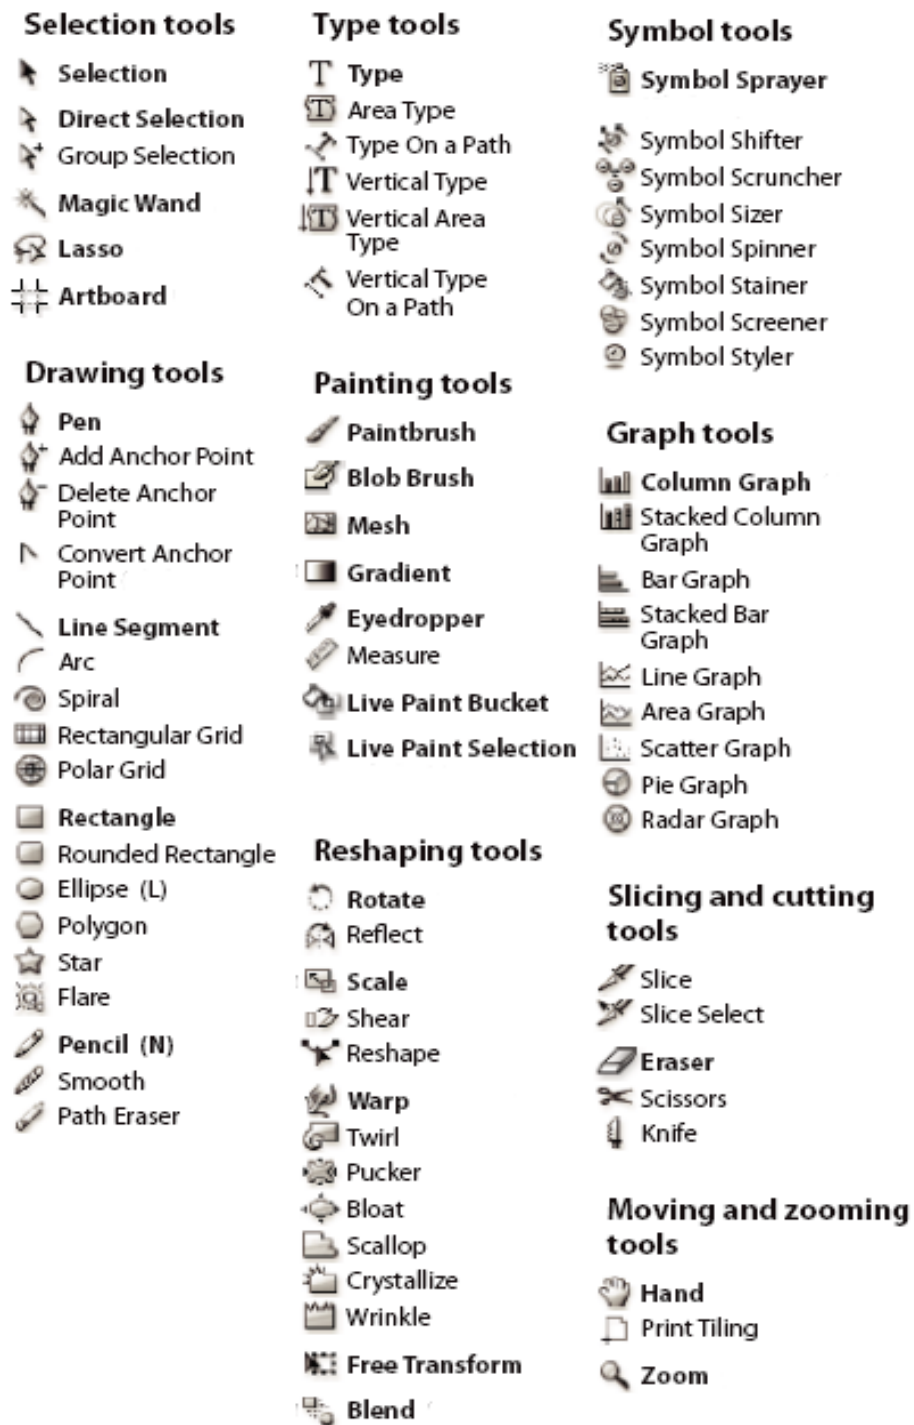 Selection tools
Selection
Direct Selection
Group Selection
Magic Wand
Lasso
Artboard
Drawing tools
Pen
Add Anchor Point
Delete Anchor
Point
Convert Anchor
Point
Line Segment
Arc
Spiral
Rectangular Grid
Polar Grid
Rectangle
Rounded Rectangle
Ellipse (L)
Polygon
Star
Flare
Pencil (N)
Smooth
Path Eraser
Type tools
Type
Area Type
Type On a Path
Vertical Type
Vertical Area
Type
Vertical Type
On a Path
Painting tools
Paintbrush
Blob Brush
Mesh
Gradient
Eyedropper
Measure
Live Paint Bucket
Live Paint Selection
Reshaping tools
Rotate
Reflect
Scale
Shear
Reshape
Warp
Twirl
Pucker
Bloat
Scallop
Crystallize
Wrinkle
Free Transform
Blend
Symbol tools
Symbol Sprayer
Symbol Shifter
Symbol Scruncher
Symbol Sizer
Symbol Spinner
Symbol Stainer
Symbol Screener
Symbol Styler
Graph tools
Column Graph
Stacked Column
Graph
Bar Graph
Stacked Bar
Graph
Line Graph
Area Graph
Scatter Graph
Pie Graph
Radar Graph
Slicing and cutting
tools
Slice
Slice Select
Eraser
Scissors
Knife
Moving and zooming
tools
Hand
Print Tiling
Zoom